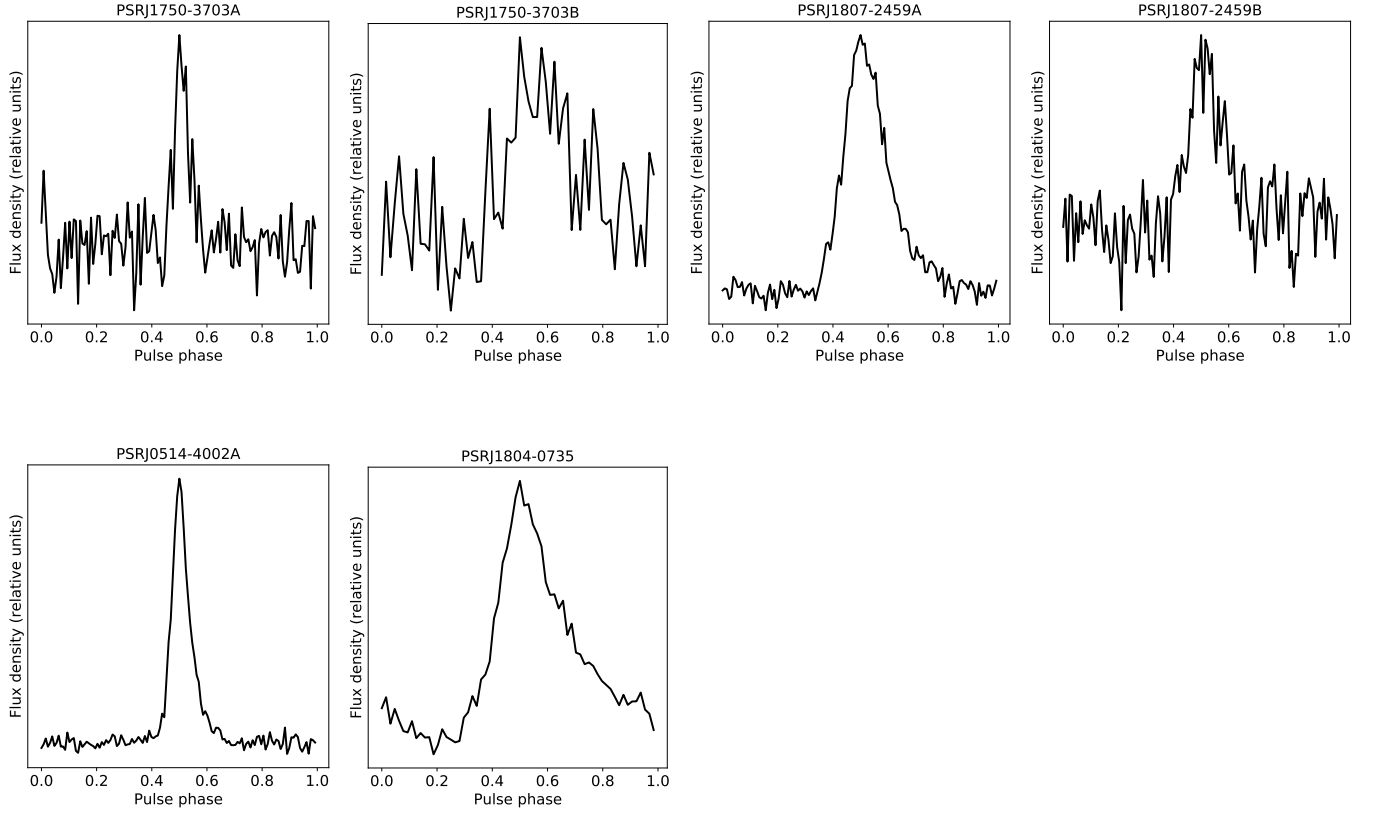 PSRJ1750-3703A
PSRJ1750-3703B
PSRJ1807-2459A
PSRJ1807-2459B
Flux density (relative units)
Flux density (relative units)
Flux density (relative units)
Flux density (relative units)
0.0 0.2 0.4 0.6 0.8 1.0
0.0 0.2 0.4 0.6 0.8 1.0
0.0 0.2 0.4 0.6 0.8 1.0
0.0 0.2 0.4 0.6 0.8 1.0
Pulse phase
Pulse phase
Pulse phase
Pulse phase
PSRJ0514-4002A
PSRJ1804-0735
Flux density (relative units)
Flux density (relative units)
0.0 0.2 0.4 0.6 0.8 1.0
0.0 0.2 0.4 0.6 0.8 1.0
Pulse phase
Pulse phase